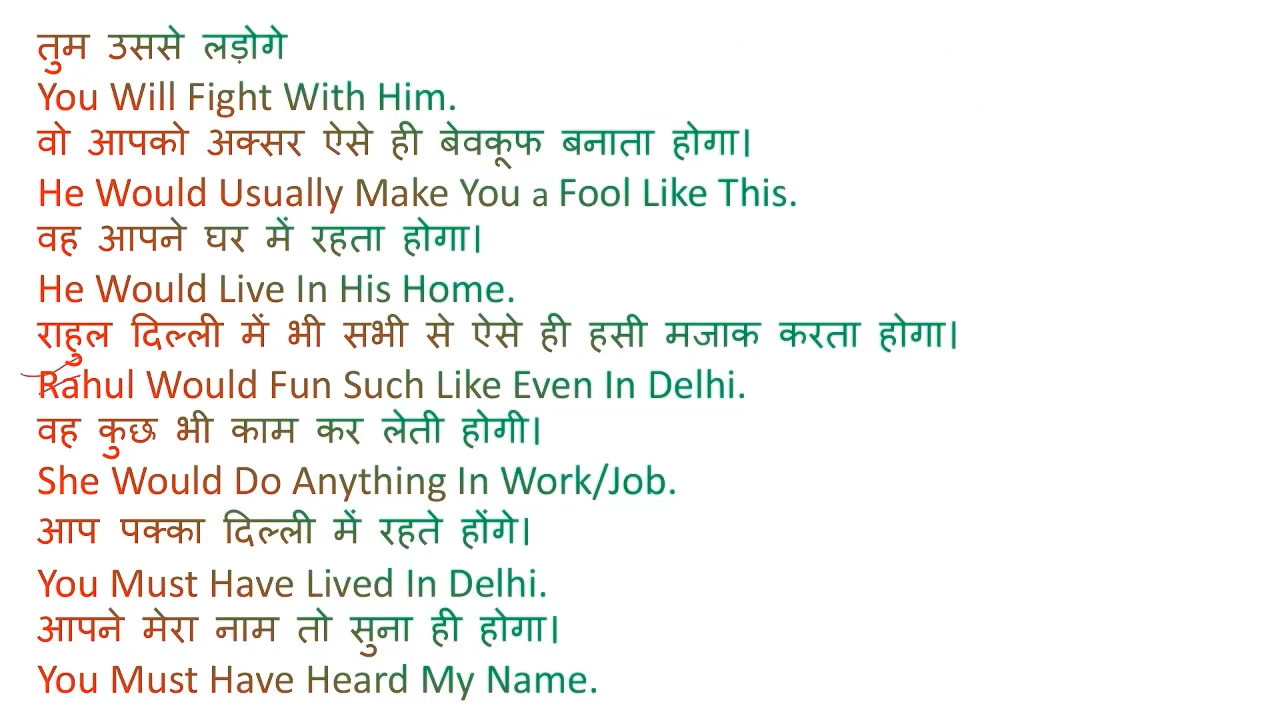 तुम उससे लड़ोगे
You Will Fight With Him.
वो आपको अक्सर ऐसे ही बेवकूफ बनाता होगा।
He Would Usually Make You a Fool Like This.
वह आपने घर में रहता होगा।
He Would Live In His Home.
राहुल दिल्ली में भी सभी से ऐसे ही हसी मजाक करता होगा।
Rahul Would Fun Such Like Even In Delhi.
वह कुछ भी काम कर लेती होगी।
She Would Do Anything In Work/Job.
आप पक्का दिल्ली में रहते होंगे।
You Must Have Lived In Delhi.
आपने मेरा नाम तो सुना ही होगा।
You Must Have Heard My Name.